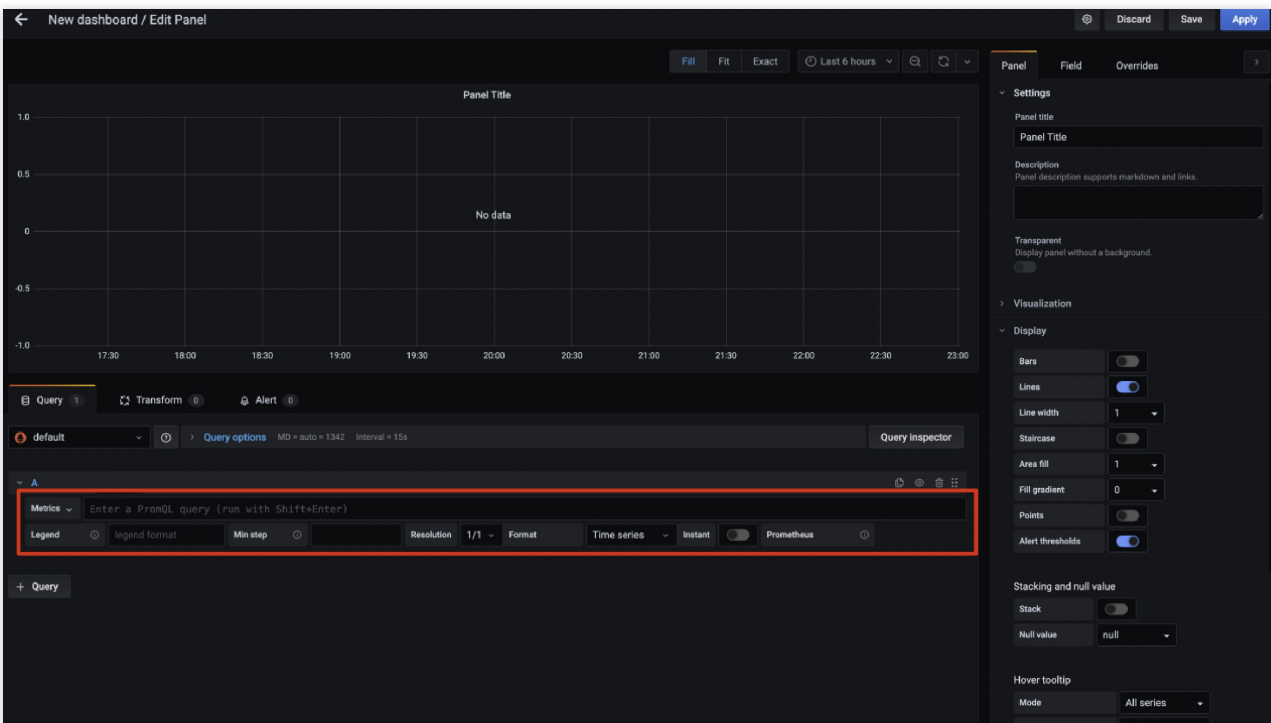 New dashboard / Edit Panel
Discard Save Apply
Fill Fit Exact Last 6 hours
Panel Title
1.0
0.5
No data
0
-0.5
-1.0
17:30 18:00 18:30 19:00 19:30 20:00 20:30 21:00 21:30 22:00 22:30 23:00
Query 1 Transform 0 Alert 0
default Query options MD = auto = 1342 Interval = 15s Query inspector
A
Metrics Enter a PromQL query (run with Shift+Enter)
Legend legend format Min step Resolution 1/1 Format Time series Instant Prometheus
+ Query
Panel Field Overrides
Settings
Panel title
Panel Title
Description
Panel description supports markdown and links.
Transparent
Display panel without a background.
Visualization
Display
Bars
Lines
Line width 1
Staircase
Area fill 1
Fill gradient 0
Points
Alert thresholds
Stacking and null value
Stack
Null value null
Hover tooltip
Mode All series